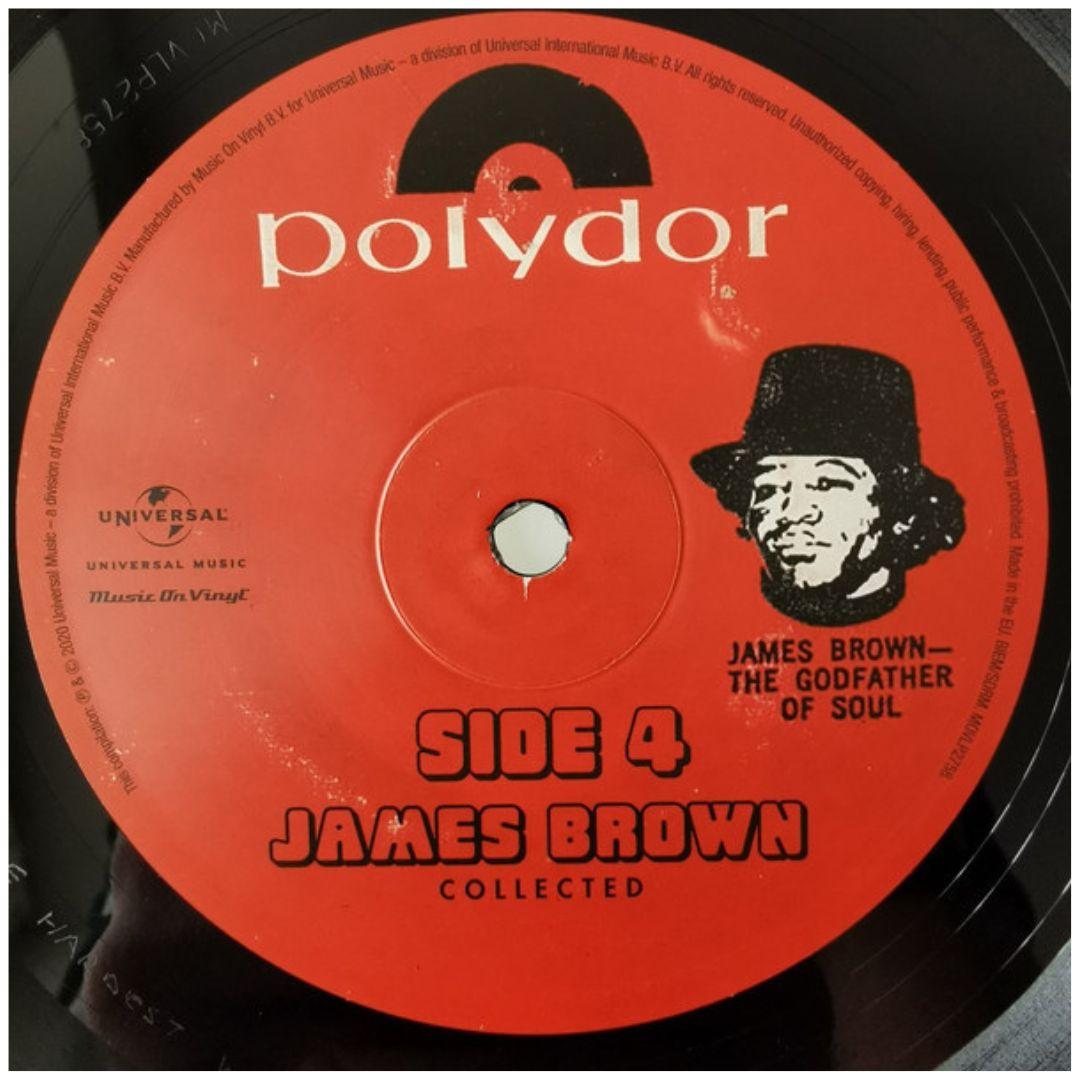 This compilation: ℗ & © 2020 Universal Music – a division of Universal International Music B.V. Manufactured by Music On Vinyl B.V. for Universal Music – a division of Universal International Music B.V. All rights reserved. Unauthorized copying, hiring, lending, public performance & broadcasting prohibited. Made in the EU. BIEM/SDRM. MOVLP2758.
polydor
UNIVERSAL
UNIVERSAL MUSIC
Music On Vinyl
JAMES BROWN—
THE GODFATHER
OF SOUL
SIDE 4
JAMES BROWN
COLLECTED